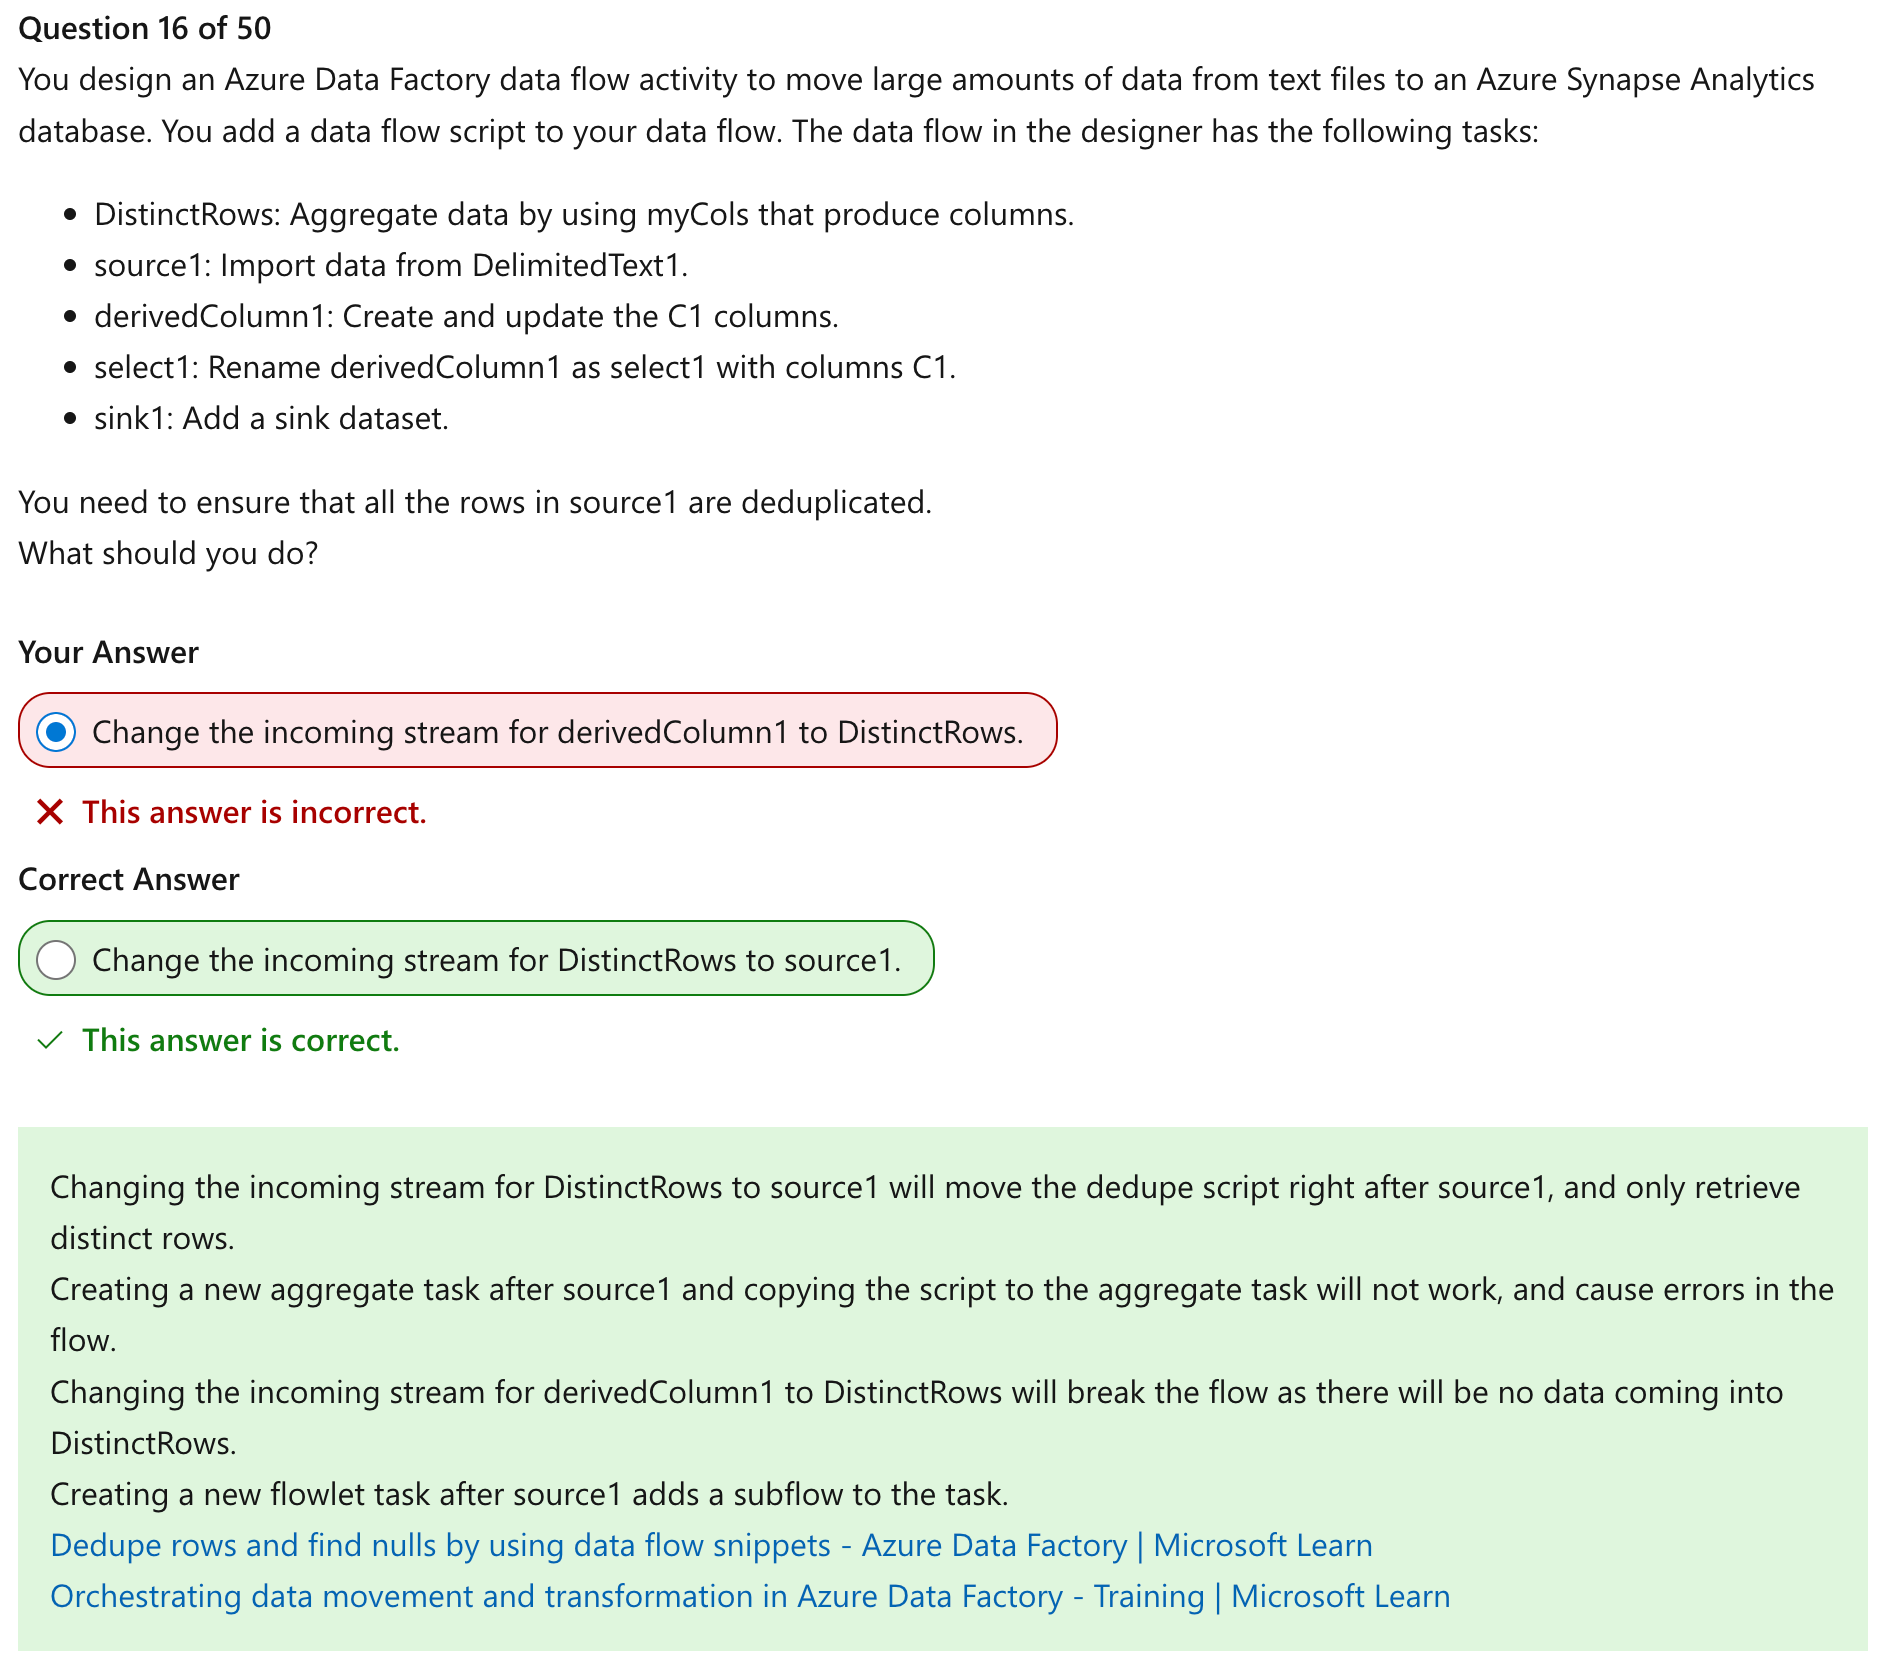 Question 16 of 50
You design an Azure Data Factory data flow activity to move large amounts of data from text files to an Azure Synapse Analytics
database. You add a data flow script to your data flow. The data flow in the designer has the following tasks:
• DistinctRows: Aggregate data by using myCols that produce columns.
• source1: Import data from DelimitedText1.
• derivedColumn1: Create and update the C1 columns.
• select1: Rename derivedColumn1 as select1 with columns C1.
• sink1: Add a sink dataset.
You need to ensure that all the rows in source1 are deduplicated.
What should you do?
Your Answer
Change the incoming stream for derivedColumn1 to DistinctRows.
This answer is incorrect.
Correct Answer
Change the incoming stream for DistinctRows to source1.
This answer is correct.
Changing the incoming stream for DistinctRows to source1 will move the dedupe script right after source1, and only retrieve
distinct rows.
Creating a new aggregate task after source1 and copying the script to the aggregate task will not work, and cause errors in the
flow.
Changing the incoming stream for derivedColumn1 to DistinctRows will break the flow as there will be no data coming into
DistinctRows.
Creating a new flowlet task after source1 adds a subflow to the task.
Dedupe rows and find nulls by using data flow snippets - Azure Data Factory | Microsoft Learn
Orchestrating data movement and transformation in Azure Data Factory - Training | Microsoft Learn